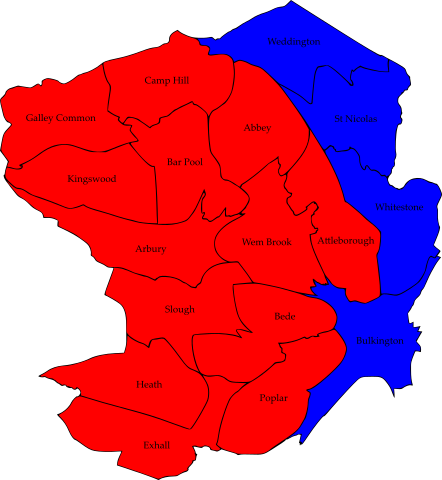 Weddington
Camp Hill
Galley Common
St Nicolas
Abbey
Bar Pool
Kingswood
Whitestone
Arbury
Wem Brook
Attleborough
Slough
Bede
Bulkington
Heath
Poplar
Exhall